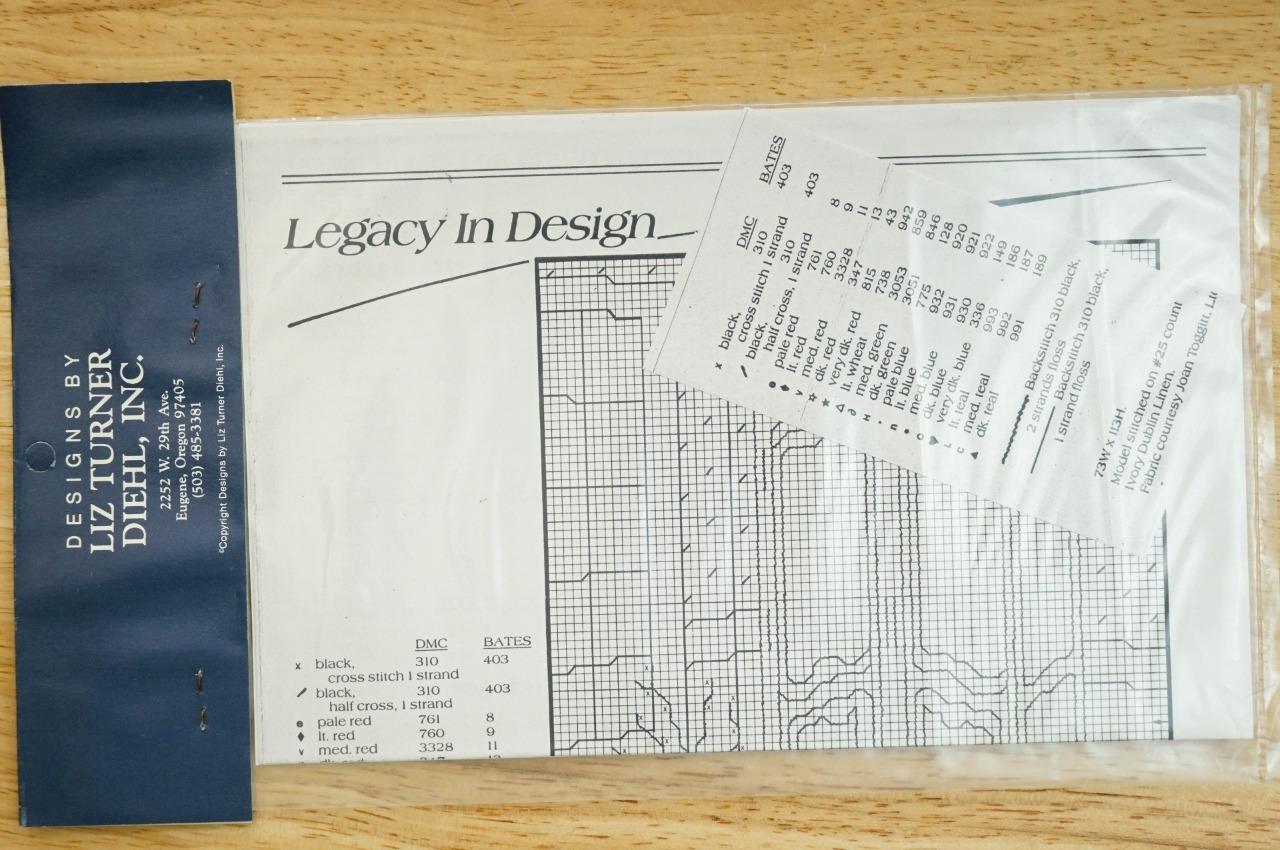 DESIGNS BY
LIZ TURNER
DIEHL, INC.
2252 W. 29th Ave.
Eugene, Oregon 97405
(503) 485-3381
©Copyright Designs by Liz Turner Diehl, Inc.
Legacy In Design
DMC BATES
x black, 310 403
cross stitch 1 strand
black, 310 403
half cross, 1 strand
pale red 761 8
lt. red 760 9
v med. red 3328 11
DMC BATES
x black, 310 403
cross stitch 1 strand
black, 310 403
half cross, 1 strand
pale red 761 8
lt. red 760 9
v med. red 3328 11
dk. red 347 13
very dk. red 815 43
lt. wheat 738 942
med. green 3053 859
dk. green 3051 846
pale blue 775 128
lt. blue 932 920
med. blue 931 921
dk. blue 930 922
very dk. blue 336 149
lt. teal 993 186
med. teal 992 187
dk. teal 991 189
Backstitch 310 black,
2 strands floss
Backstitch 310 black,
1 strand floss
73W x 113H.
Model stitched on #25 count
Ivory Dublin Linen.
Fabric courtesy Joan Toggitt,